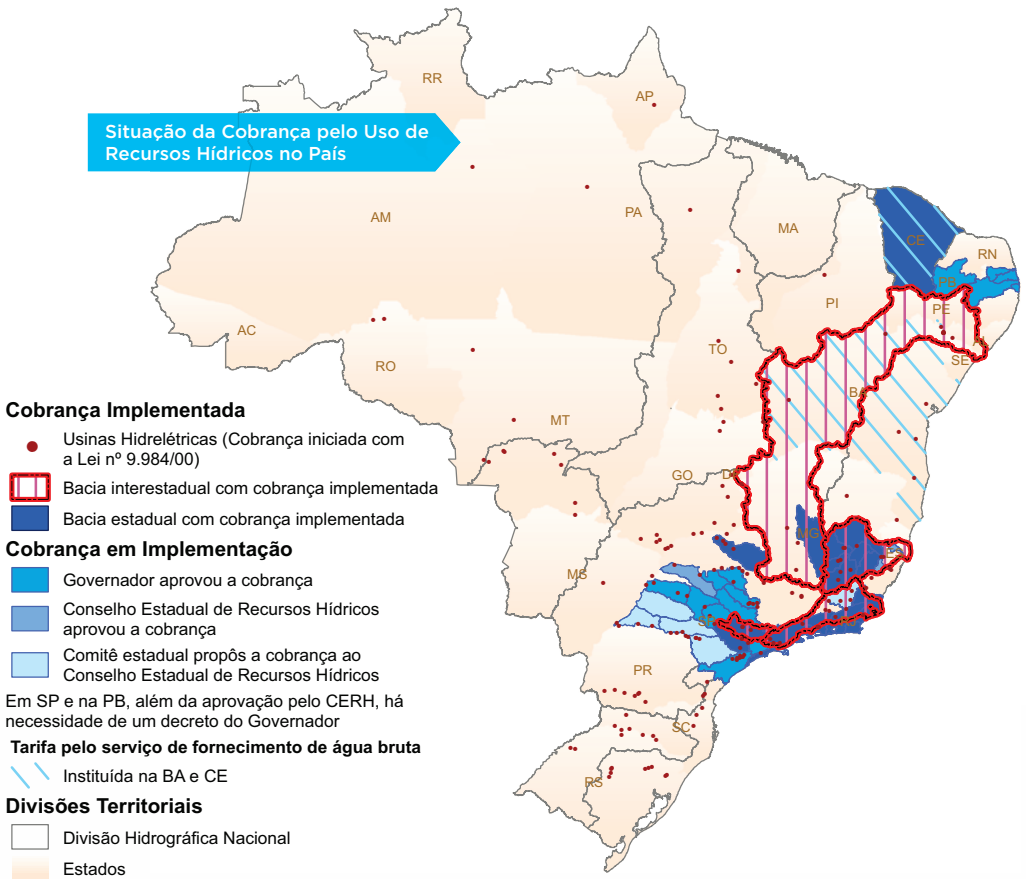 Situação da Cobrança pelo Uso de
Recursos Hídricos no País
RR
AP
AM
PA
MA
CE
RN
PB
PI
PE
AL
SE
AC
RO
TO
BA
MT
GO
DF
MG
ES
MS
SP
RJ
PR
SC
RS
Cobrança Implementada
Usinas Hidrelétricas (Cobrança iniciada com
a Lei nº 9.984/00)
Bacia interestadual com cobrança implementada
Bacia estadual com cobrança implementada
Cobrança em Implementação
Governador aprovou a cobrança
Conselho Estadual de Recursos Hídricos
aprovou a cobrança
Comitê estadual propôs a cobrança ao
Conselho Estadual de Recursos Hídricos
Em SP e na PB, além da aprovação pelo CERH, há
necessidade de um decreto do Governador
Tarifa pelo serviço de fornecimento de água bruta
Instituída na BA e CE
Divisões Territoriais
Divisão Hidrográfica Nacional
Estados